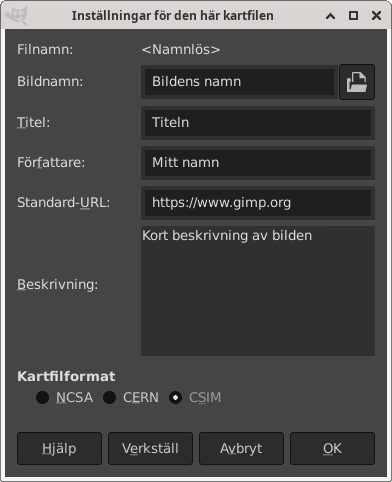 Inställningar för den här kartfilen
Filnamn: <Namnlös>
Bildnamn: Bildens namn
Titel: Titeln
Författare: Mitt namn
Standard-URL: https://www.gimp.org
Kort beskrivning av bilden
Beskrivning:
Kartfilformat
NCSA CERN CSIM
Hjälp Verkställ Avbryt OK